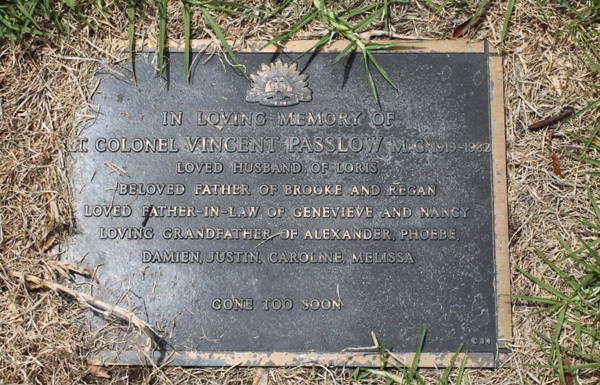 IN LOVING MEMORY OF
LT COLONEL VINCENT PASSLOW M.C. 1919-1982
LOVED HUSBAND OF LORIS
BELOVED FATHER OF BROOKE AND REGAN
LOVED FATHER-IN-LAW OF GENEVIEVE AND NANCY
LOVING GRANDFATHER OF ALEXANDER, PHOEBE,
DAMIEN, JUSTIN, CAROLINE, MELISSA
GONE TOO SOON
C 34